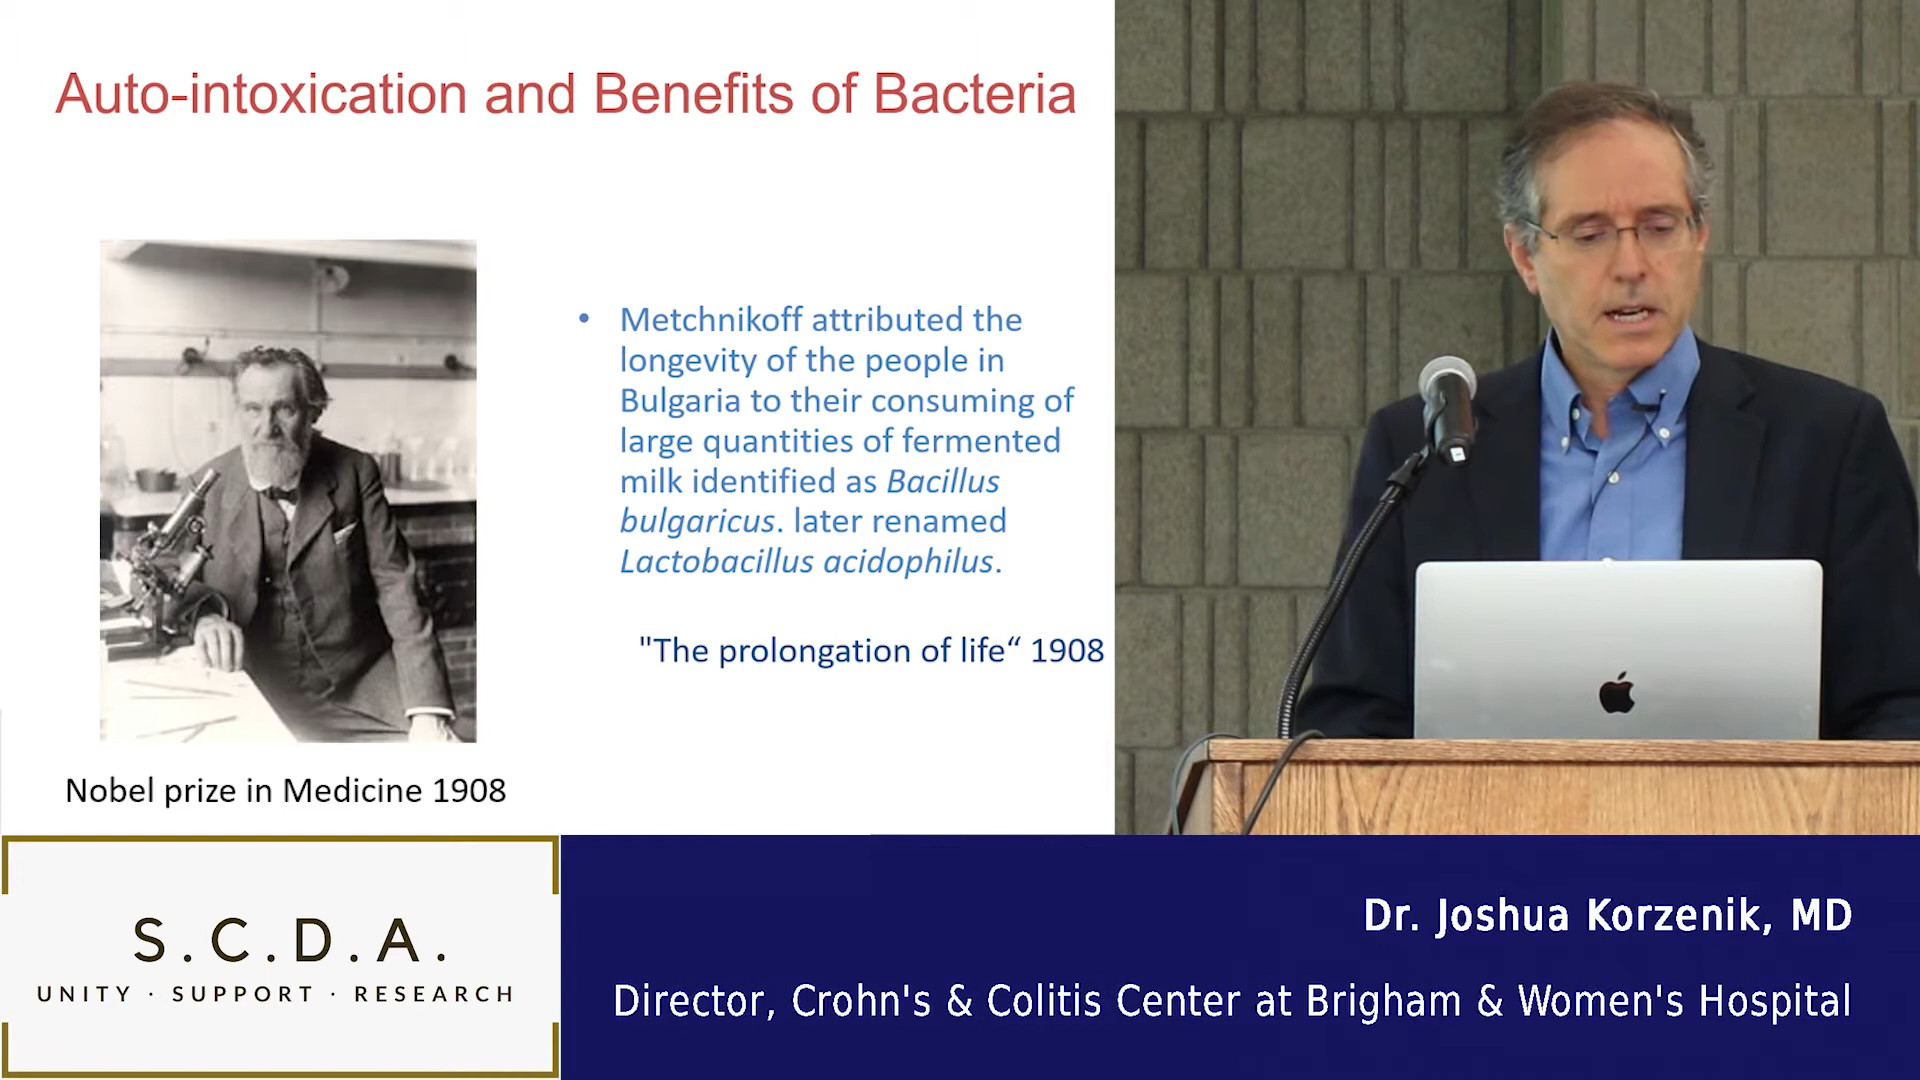 Auto-intoxication and Benefits of Bacteria
• Metchnikoff attributed the
longevity of the people in
Bulgaria to their consuming of
large quantities of fermented
milk identified as Bacillus
bulgaricus. later renamed
Lactobacillus acidophilus.
"The prolongation of life“ 1908
Nobel prize in Medicine 1908
S.C.D.A.
UNITY · SUPPORT · RESEARCH
Dr. Joshua Korzenik, MD
Director, Crohn's & Colitis Center at Brigham & Women's Hospital